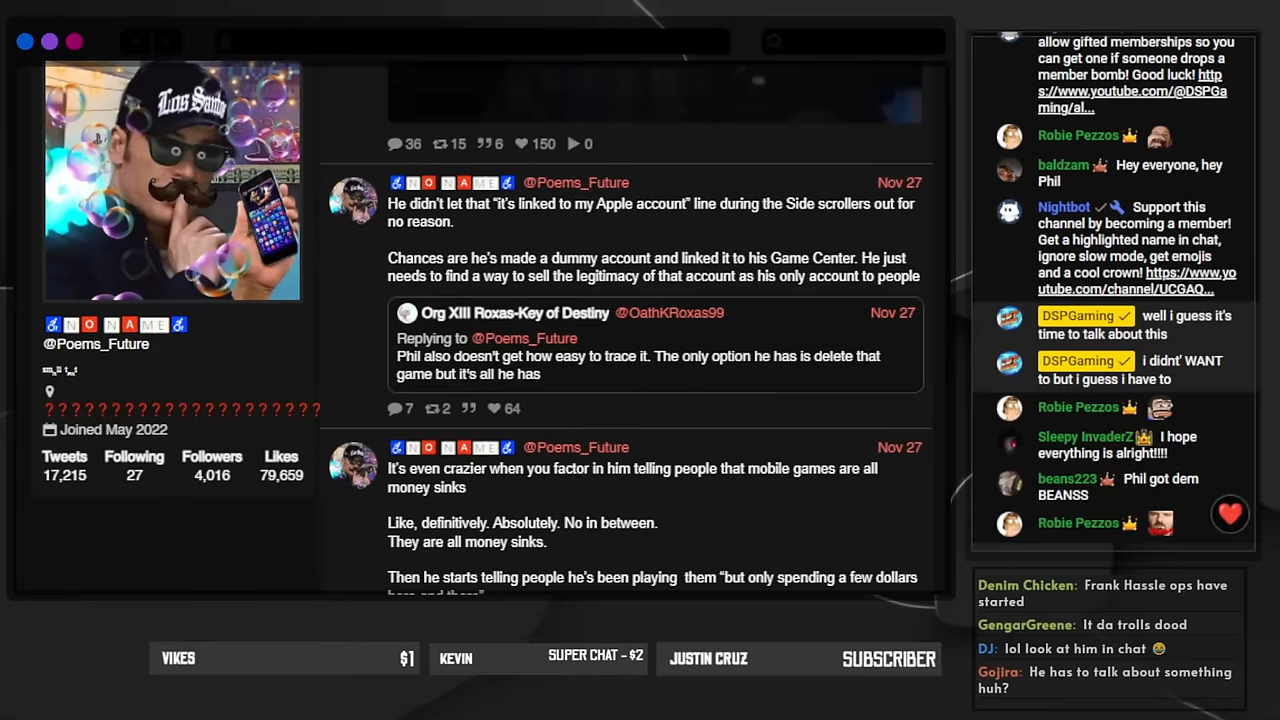 Los Santos
NO NAME
@Poems_Future
Joined May 2022
Tweets Following Followers Likes
17,215 27 4,016 79,659
36 15 6 150 0
NO NAME @Poems_Future Nov 27
He didn't let that “it's linked to my Apple account” line during the Side scrollers out for
no reason.
Chances are he's made a dummy account and linked it to his Game Center. He just
needs to find a way to sell the legitimacy of that account as his only account to people
Org XIII Roxas-Key of Destiny @OathKRoxas99 Nov 27
Replying to @Poems_Future
Phil also doesn't get how easy to trace it. The only option he has is delete that
game but it's all he has
7 2 64
NO NAME @Poems_Future Nov 27
It's even crazier when you factor in him telling people that mobile games are all
money sinks
Like, definitively. Absolutely. No in between.
They are all money sinks.
Then he starts telling people he's been playing them “but only spending a few dollars
here and there”
allow gifted memberships so you
can get one if someone drops a
member bomb! Good luck! http
s://www.youtube.com/@DSPGa
ming/al...
Robie Pezzos
baldzam Hey everyone, hey
Phil
Nightbot Support this
channel by becoming a member!
Get a highlighted name in chat,
ignore slow mode, get emojis
and a cool crown! https://www.yo
utube.com/channel/UCGAQ...
DSPGaming well i guess it's
time to talk about this
DSPGaming i didnt' WANT
to but i guess i have to
Robie Pezzos
Sleepy InvaderZ I hope
everything is alright!!!!
beans223 Phil got dem
BEANSS
Robie Pezzos
Denim Chicken: Frank Hassle ops have
started
GengarGreene: It da trolls dood
DJ: lol look at him in chat 😂
Gojira: He has to talk about something
huh?
VIKES $1
KEVIN SUPER CHAT - $2
JUSTIN CRUZ SUBSCRIBER